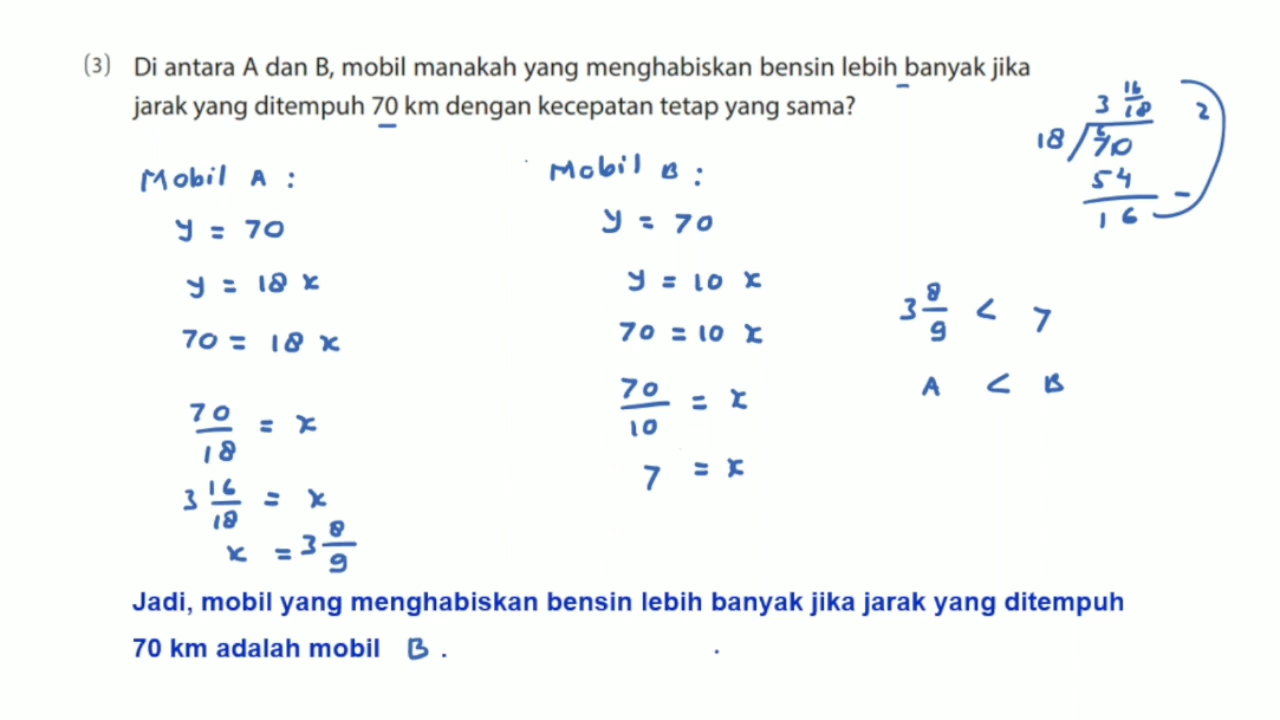 (3) Di antara A dan B, mobil manakah yang menghabiskan bensin lebih banyak jika
jarak yang ditempuh 70 km dengan kecepatan tetap yang sama?
Mobil A :
y = 70
y = 18 x
70 = 18 x
70/18 = x
3 16/18 = x
x = 3 8/9
Mobil B :
y = 70
y = 10 x
70 = 10 x
70/10 = x
7 = x
3 16/18
18 / 70
54 -
16
2
3 8/9 < 7
A < B
Jadi, mobil yang menghabiskan bensin lebih banyak jika jarak yang ditempuh
70 km adalah mobil B .